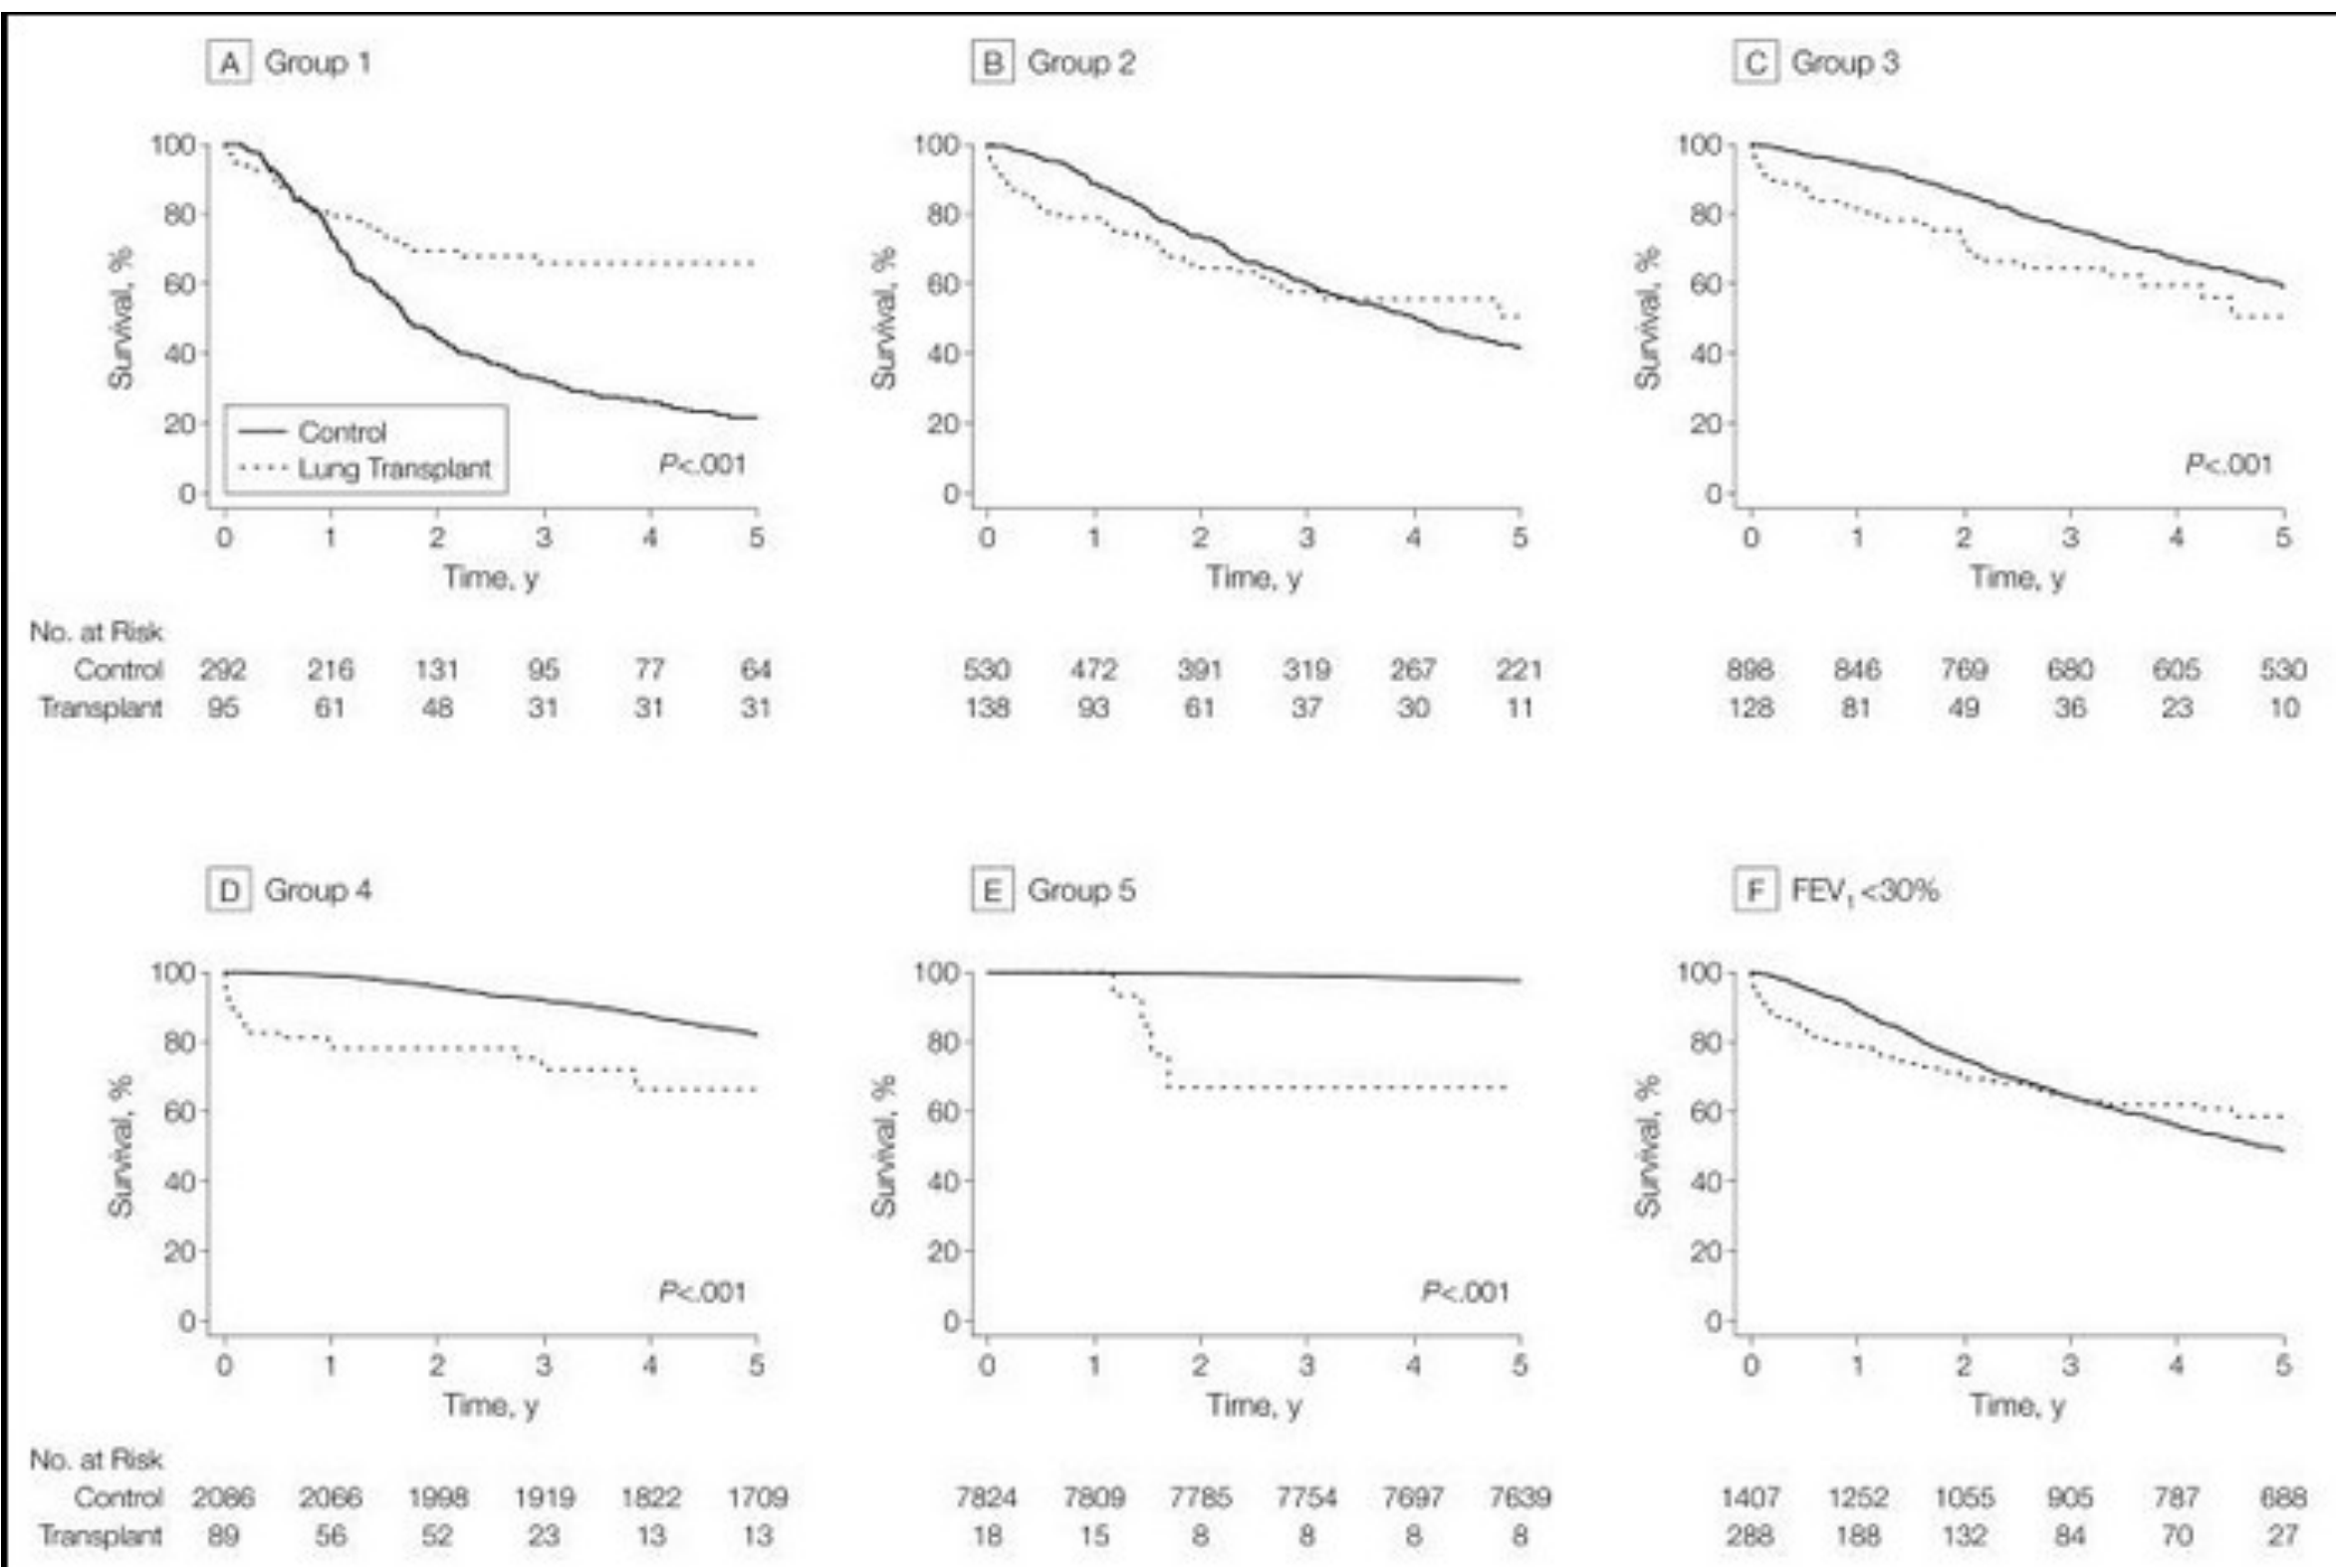 A Group 1
B Group 2
C Group 3
100
80
60
40
20
0
Survival, %
Control
Lung Transplant
P<.001
0 1 2 3 4 5
Time, y
100
80
60
40
20
0
Survival, %
0 1 2 3 4 5
Time, y
100
80
60
40
20
0
Survival, %
P<.001
0 1 2 3 4 5
Time, y
No. at Risk
Control 292 216 131 95 77 64 530 472 391 319 267 221 898 846 769 680 605 530
Transplant 95 61 48 31 31 31 138 93 61 37 30 11 128 81 49 36 23 10
D Group 4
E Group 5
F FEV₁ <30%
100
80
60
40
20
0
Survival, %
P<.001
0 1 2 3 4 5
Time, y
100
80
60
40
20
0
Survival, %
P<.001
0 1 2 3 4 5
Time, y
100
80
60
40
20
0
Survival, %
0 1 2 3 4 5
Time, y
No. at Risk
Control 2086 2066 1998 1919 1822 1709 7824 7809 7785 7754 7697 7639 1407 1252 1055 905 787 688
Transplant 89 56 52 23 13 13 18 15 8 8 8 8 288 188 132 84 70 27